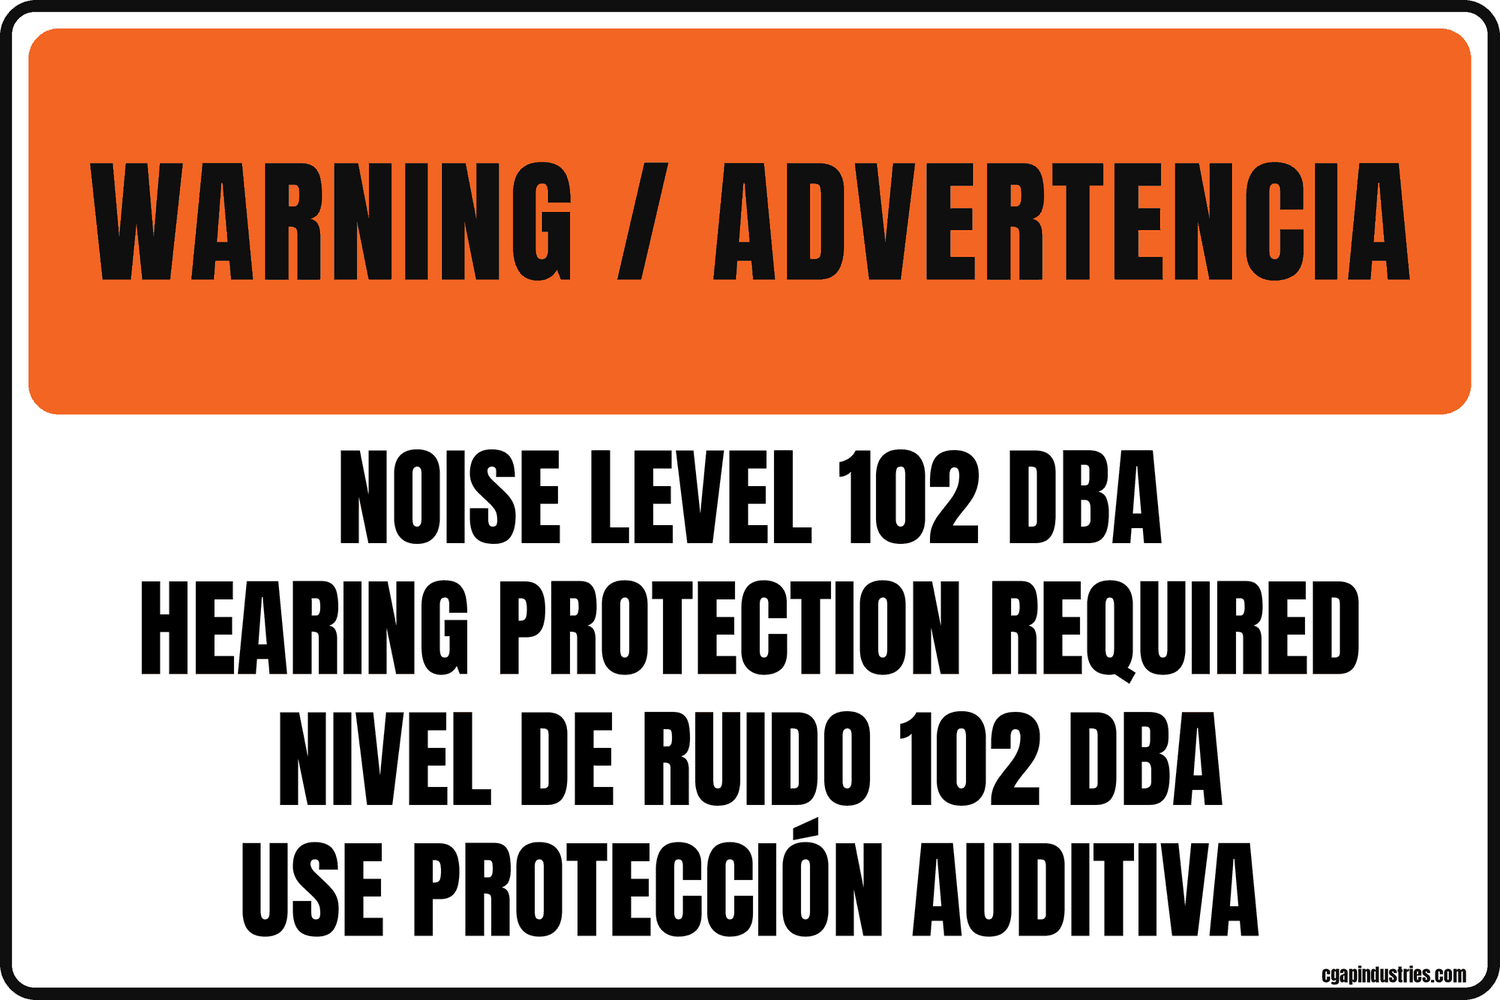 WARNING / ADVERTENCIA
NOISE LEVEL 102 DBA
HEARING PROTECTION REQUIRED
NIVEL DE RUIDO 102 DBA
USE PROTECCIÓN AUDITIVA
cgapindustries.com